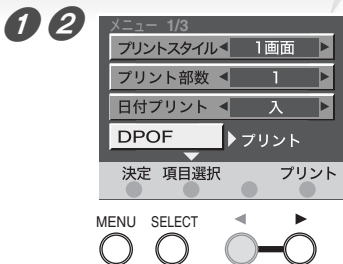 1 2
メニュー 1/3
プリントスタイル ◀ 1画面 ▶
プリント部数 ◀ 1 ▶
日付プリント ◀ 入 ▶
DPOF ▶ プリント
決定 項目選択 プリント
MENU SELECT ◀ ▶